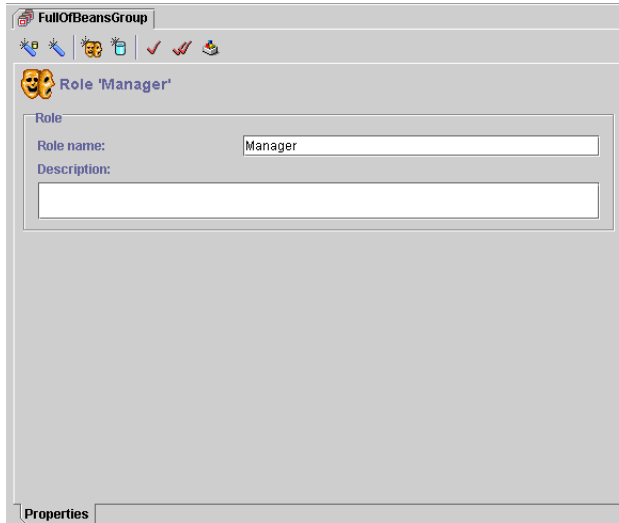 FullOfBeansGroup
Role 'Manager'
Role
Role name: Manager
Description:
Properties